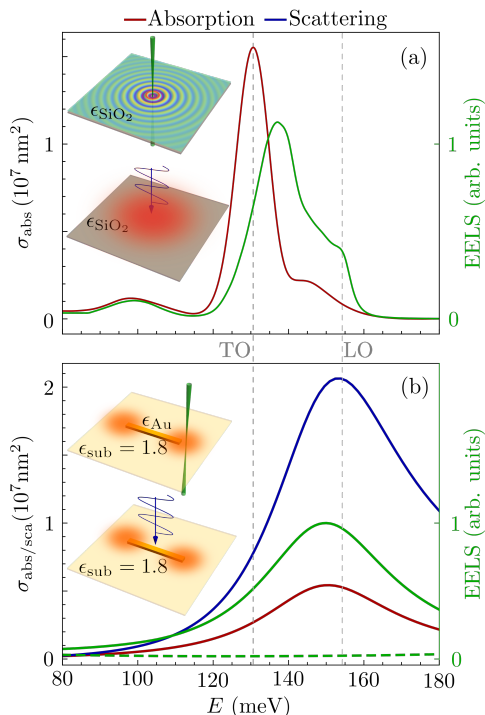 Absorption Scattering
(a)
ϵSiO₂
ϵSiO₂
σabs (10⁷ nm²)
0
1
EELS (arb. units)
0
1
TO
LO
(b)
ϵAu
ϵsub = 1.8
ϵsub = 1.8
σabs/sca(10⁷nm²)
0
1
2
EELS (arb. units)
0
1
80 100 120 140 160 180
E (meV)